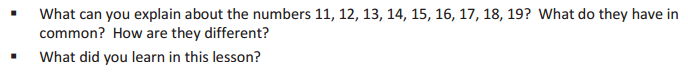 ▪ What can you explain about the numbers 11, 12, 13, 14, 15, 16, 17, 18, 19?  What do they have in
common?  How are they different?
▪ What did you learn in this lesson?